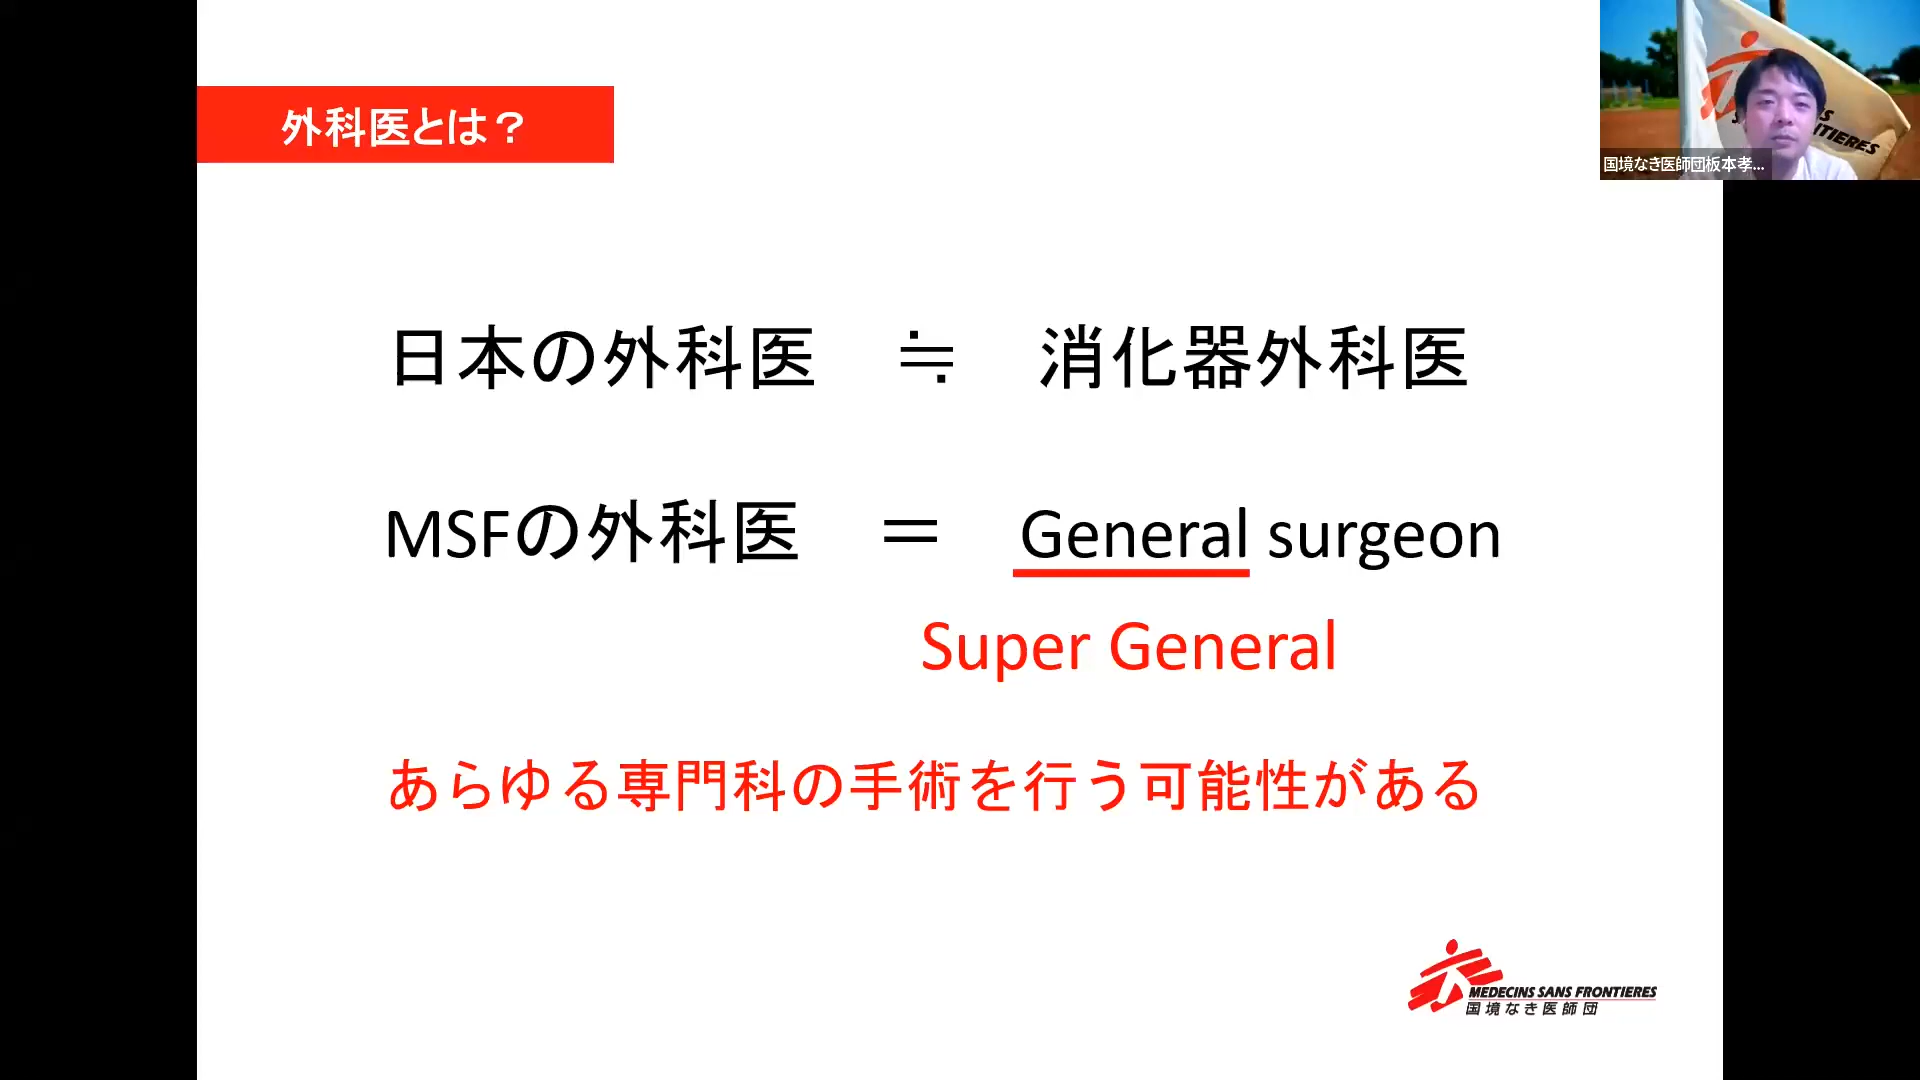 外科医とは？
日本の外科医 ≒ 消化器外科医
MSFの外科医 ＝ General surgeon
Super General
あらゆる専門科の手術を行う可能性がある
MEDECINS SANS FRONTIERES
国境なき医師団
国境なき医師団板本孝...
NS
S
NTIERES